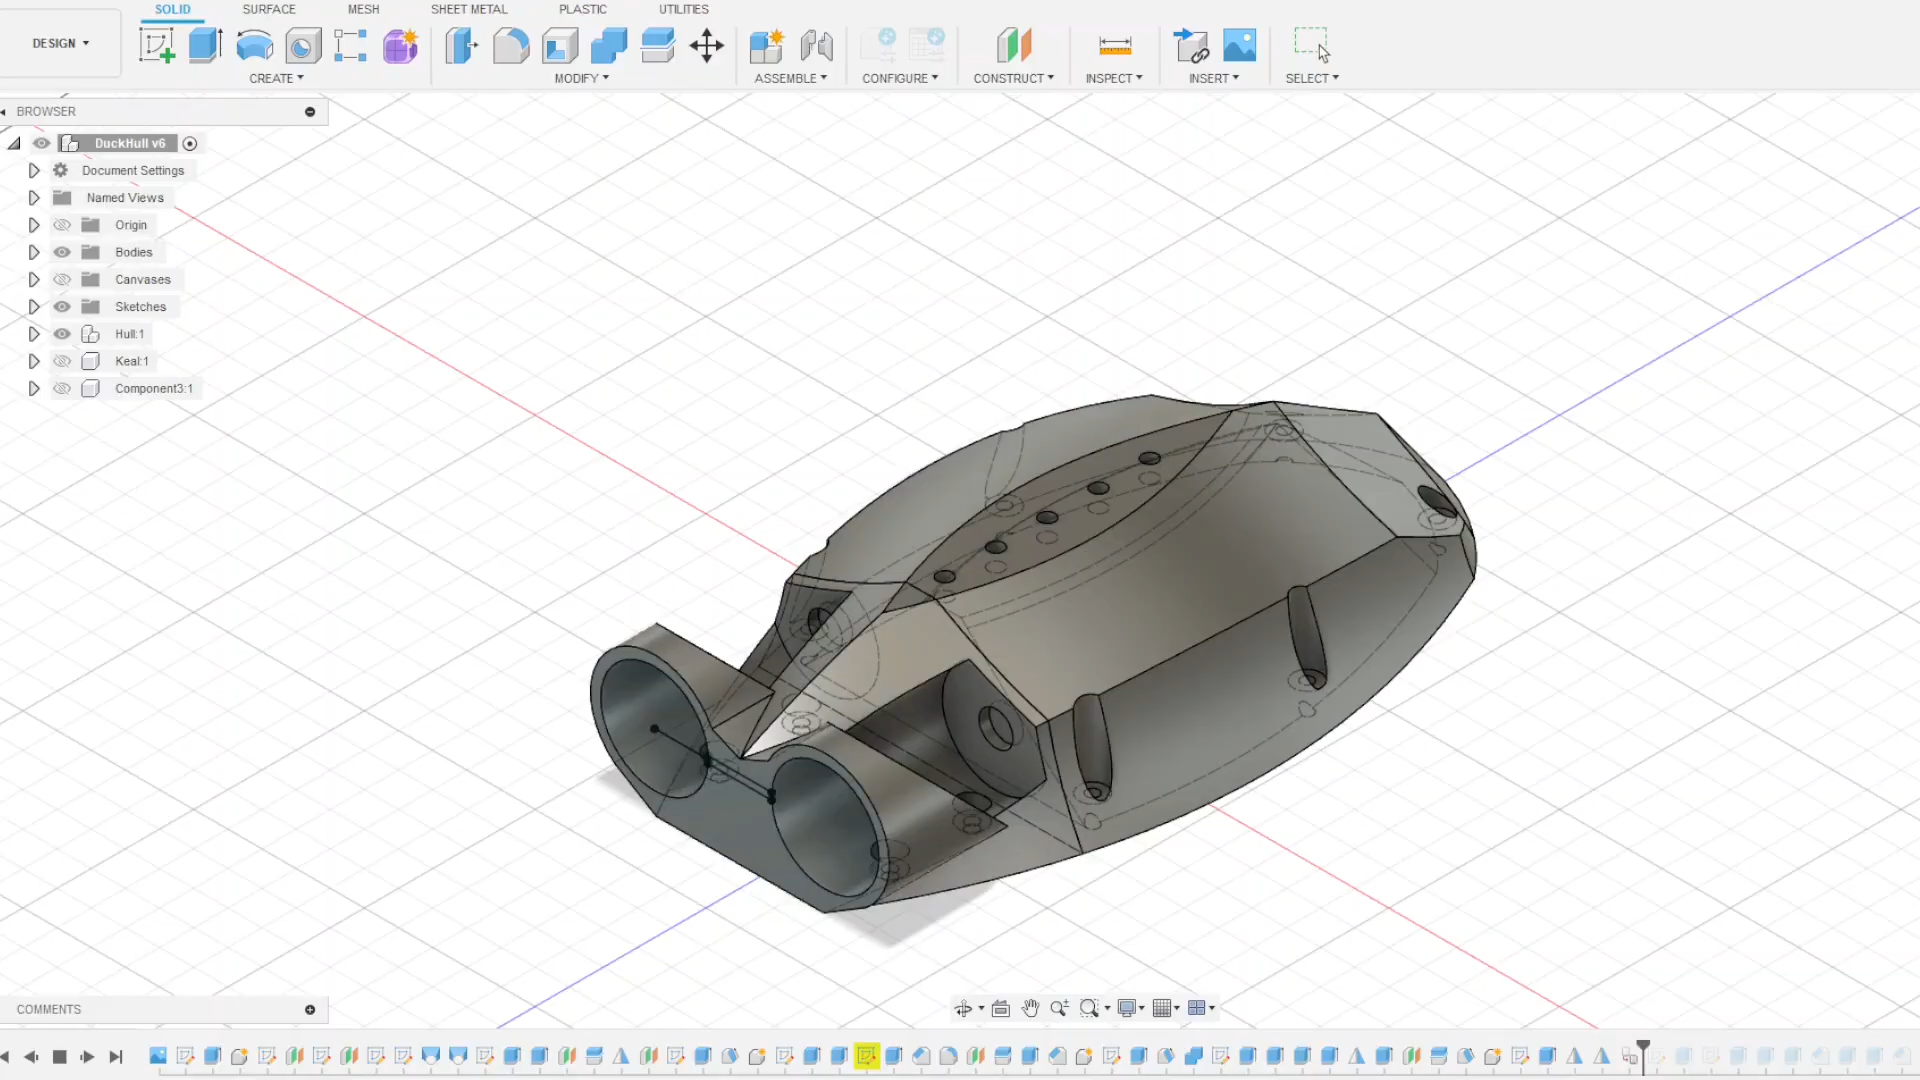 SOLID SURFACE MESH SHEET METAL PLASTIC UTILITIES
DESIGN
CREATE MODIFY ASSEMBLE CONFIGURE CONSTRUCT INSPECT INSERT SELECT
BROWSER
DuckHull v6
Document Settings
Named Views
Origin
Bodies
Canvases
Sketches
Hull:1
Keal:1
Component3:1
COMMENTS